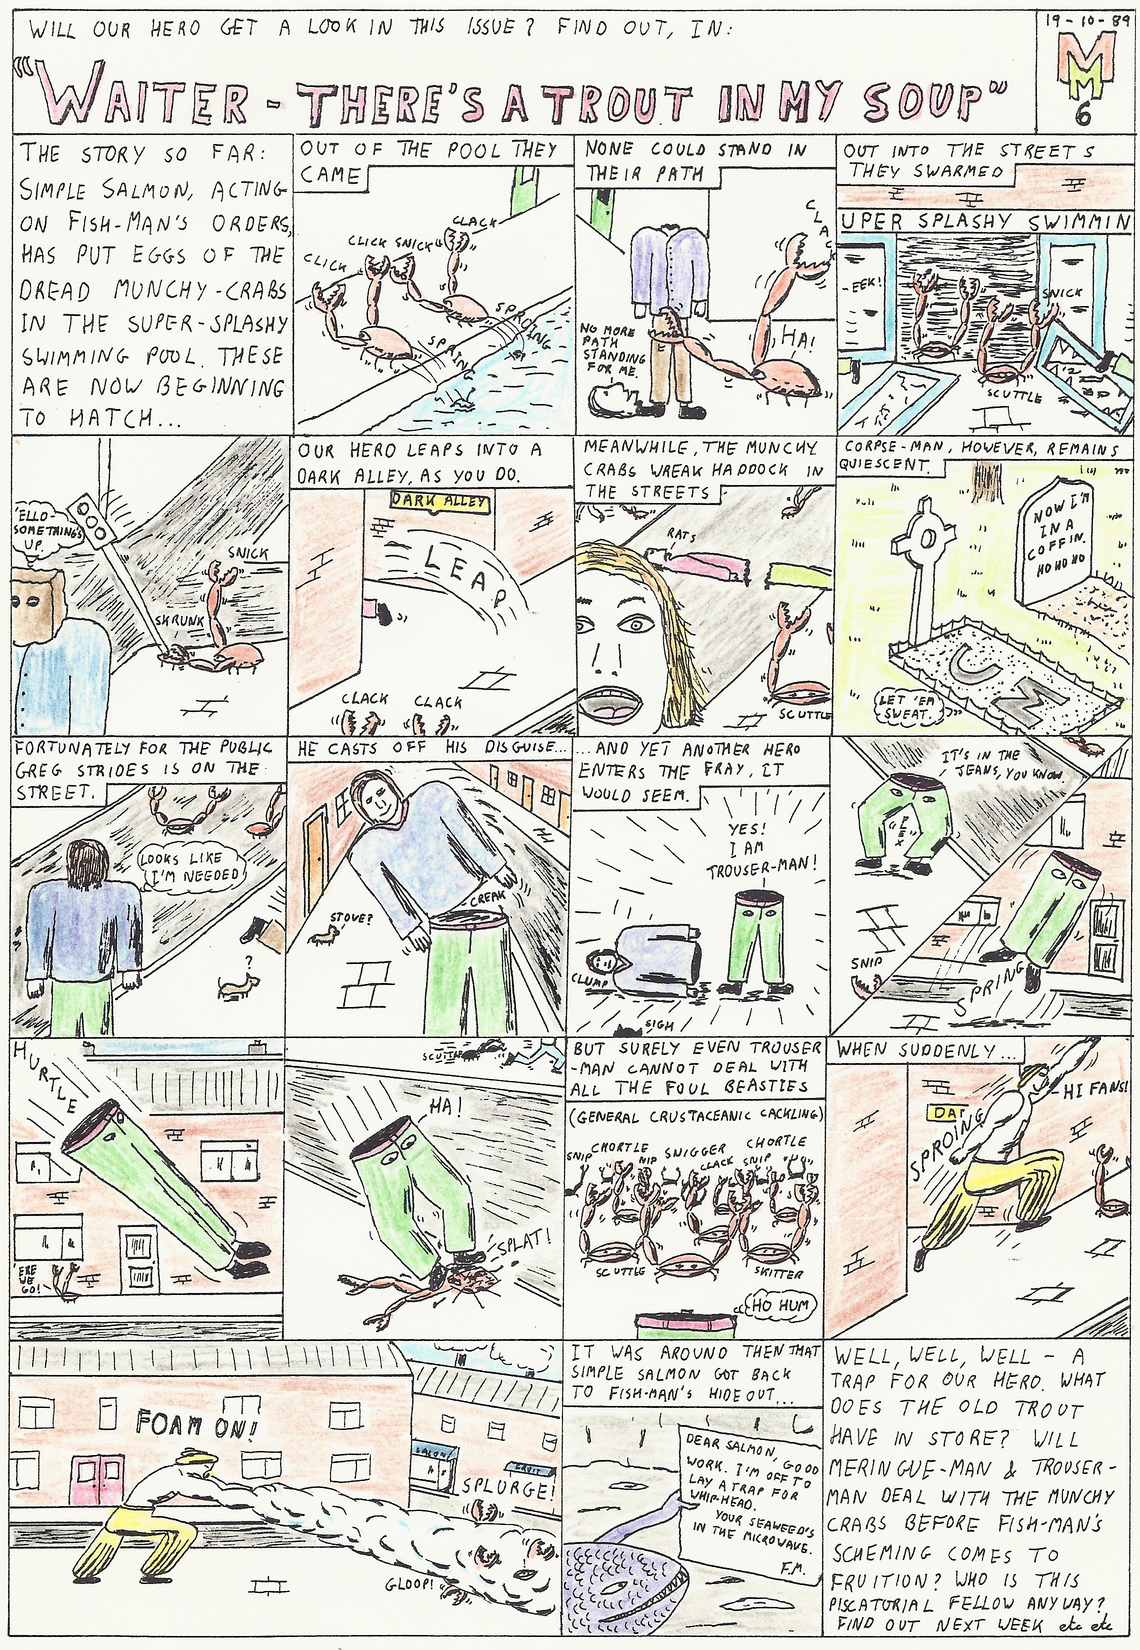 WILL OUR HERO GET A LOOK IN THIS ISSUE? FIND OUT, IN:
19-10-89
"WAITER - THERE'S A TROUT IN MY SOUP"
MM
6
THE STORY SO FAR:
SIMPLE SALMON, ACTING
ON FISH-MAN'S ORDERS,
HAS PUT EGGS OF THE
DREAD MUNCHY-CRABS
IN THE SUPER-SPLASHY
SWIMMING POOL. THESE
ARE NOW BEGINNING
TO HATCH...
OUT OF THE POOL THEY
CAME
CLACK
CLICK SNICK
CLICK
SPROING
SPRING
NONE COULD STAND IN
THEIR PATH
CLACK
NO MORE
PATH
STANDING
FOR ME.
HA!
OUT INTO THE STREETS
THEY SWARMED
UPER SPLASHY SWIMMIN
-EEK!
SNICK
SCUTTLE
'ELLO-
SOMETHING'S
UP.
SNICK
SKRUNK
OUR HERO LEAPS INTO A
DARK ALLEY, AS YOU DO.
DARK ALLEY
LEAP
CLACK CLACK
MEANWHILE, THE MUNCHY
CRABS WREAK HADDOCK IN
THE STREETS
RATS
SCUTTLE
CORPSE-MAN, HOWEVER, REMAINS
QUIESCENT.
NOW I'M
IN A
COFFIN.
HO HO HO
UM
LET 'EM
SWEAT.
FORTUNATELY FOR THE PUBLIC
GREG STRIDES IS ON THE
STREET.
LOOKS LIKE
I'M NEEDED
?
HE CASTS OFF HIS DISGUISE...
CREAK
STOVE?
...AND YET ANOTHER HERO
ENTERS THE FRAY, IT
WOULD SEEM.
YES!
I AM
TROUSER-MAN!
CLUMP
SIGH
IT'S IN THE
JEANS, YOU KNOW.
FLEX
SNIP
SPRING
HURTLE
'ERE
WE
GO!
SCUTTLE
HA!
SPLAT!
BUT SURELY EVEN TROUSER
-MAN CANNOT DEAL WITH
ALL THE FOUL BEASTIES
(GENERAL CRUSTACEANIC CACKLING)
SNIP CHORTLE NIP SNIGGER CLACK SNIP CHORTLE
SCUTTLE SKITTER
HO HUM
WHEN SUDDENLY...
HI FANS!
DAR
SPROING
FOAM ON!
SALON
FRUIT
SPLURGE!
GLOOP!
IT WAS AROUND THEN THAT
SIMPLE SALMON GOT BACK
TO FISH-MAN'S HIDEOUT...
DEAR SALMON, GOOD
WORK. I'M OFF TO
LAY A TRAP FOR
WHIP-HEAD.
YOUR SEAWEED'S
IN THE MICROWAVE.
F.M.
WELL, WELL, WELL - A
TRAP FOR OUR HERO. WHAT
DOES THE OLD TROUT
HAVE IN STORE? WILL
MERINGUE-MAN & TROUSER-
MAN DEAL WITH THE MUNCHY
CRABS BEFORE FISH-MAN'S
SCHEMING COMES TO
FRUITION? WHO IS THIS
PISCATORIAL FELLOW ANYWAY?
FIND OUT NEXT WEEK etc etc